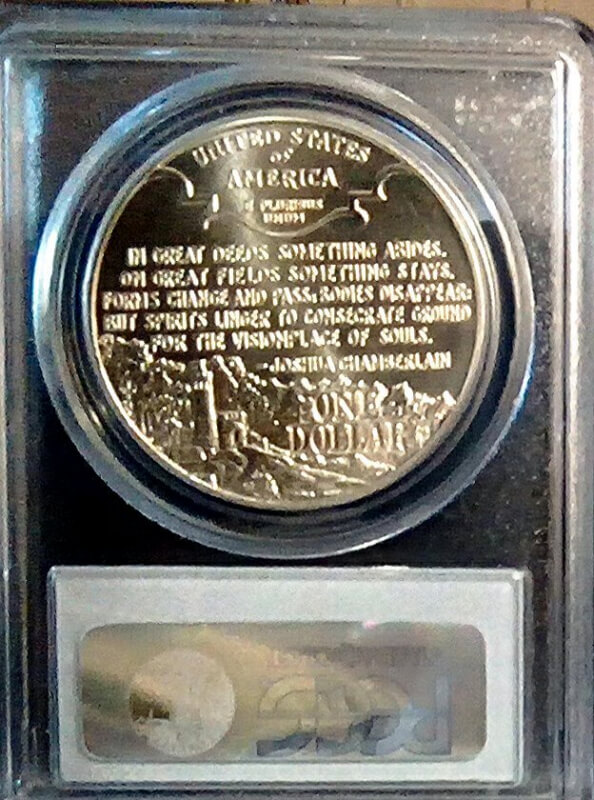 UNITED STATES
OF
AMERICA
E PLURIBUS
UNUM
IN GREAT DEEDS SOMETHING ABIDES.
ON GREAT FIELDS SOMETHING STAYS.
FORMS CHANGE AND PASS; BODIES DISAPPEAR;
BUT SPIRITS LINGER TO CONSECRATE GROUND
FOR THE VISIONPLACE OF SOULS.
-JOSHUA CHAMBERLAIN
ONE
DOLLAR
PCGS